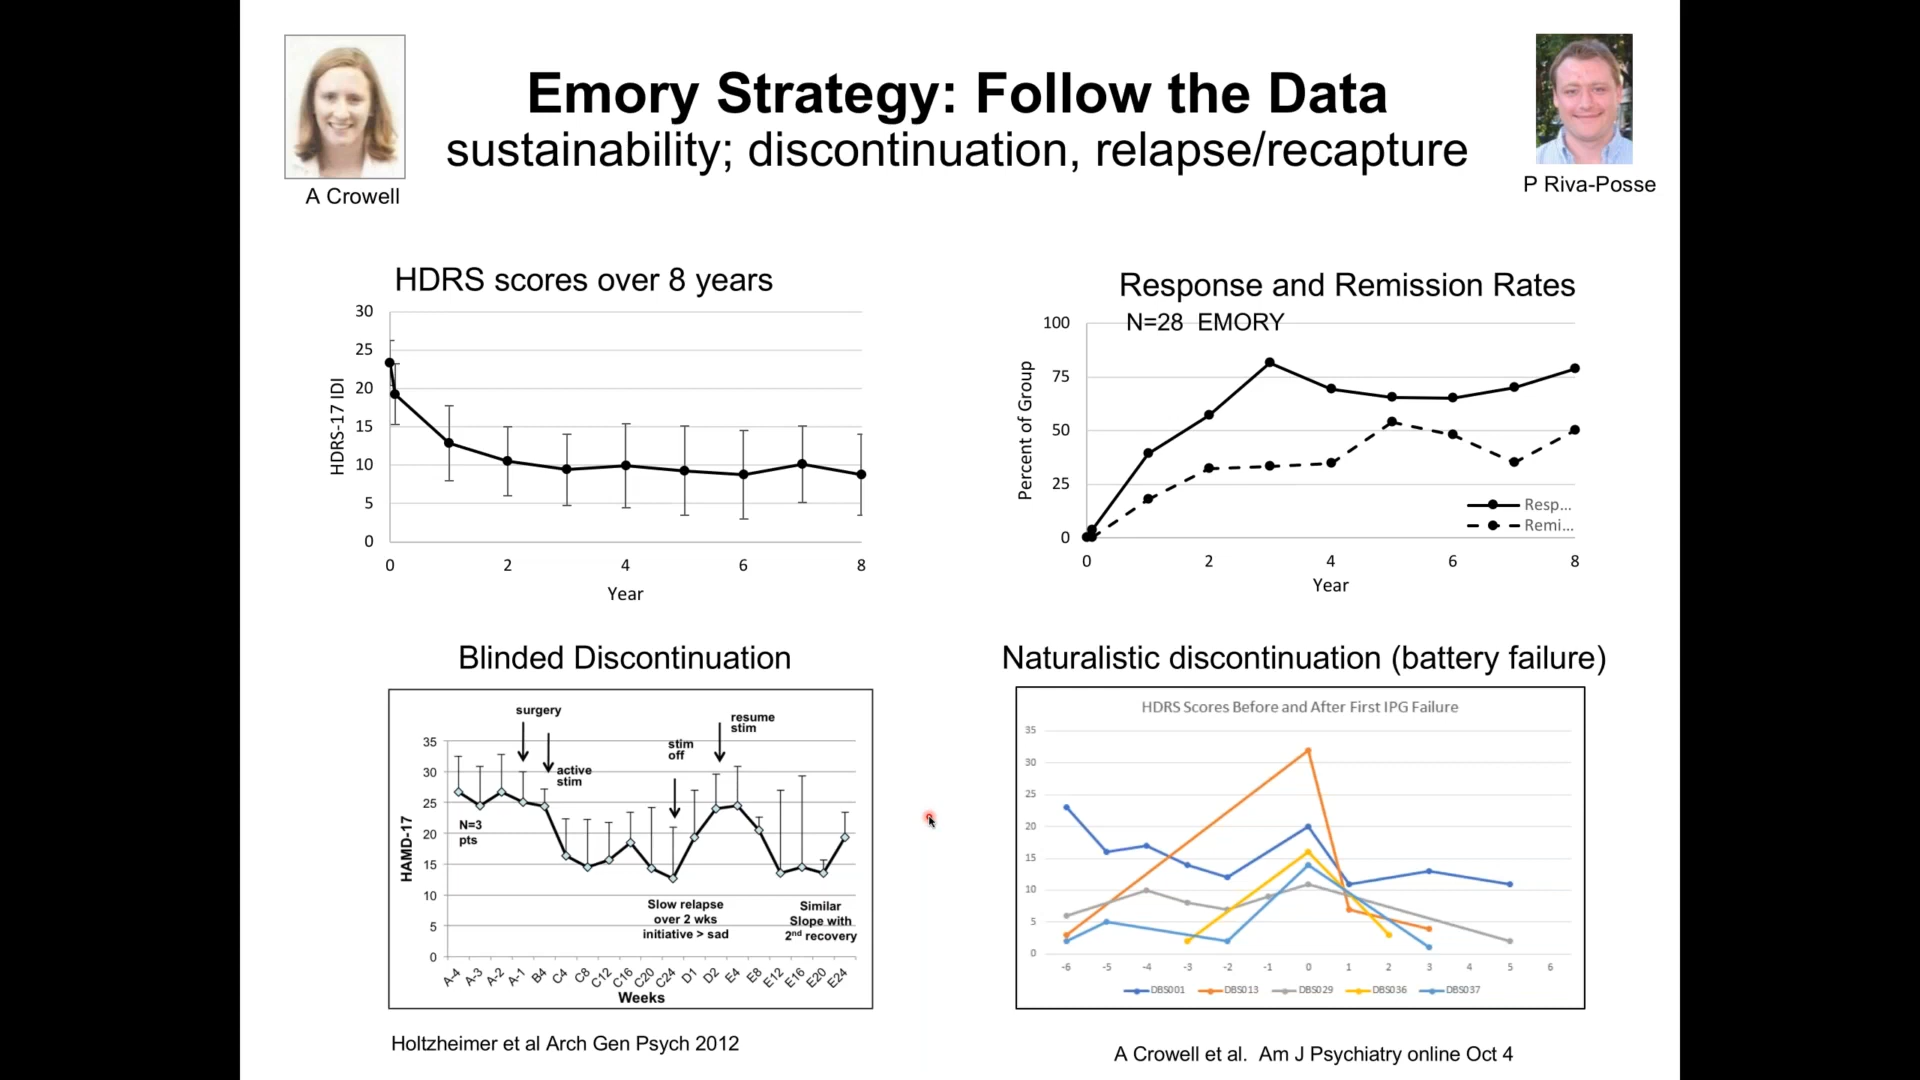 Emory Strategy: Follow the Data
sustainability; discontinuation, relapse/recapture
A Crowell
P Riva-Posse
HDRS scores over 8 years
30
25
20
15
10
5
0
HDRS-17 IDI
0 2 4 6 8
Year
Response and Remission Rates
N=28 EMORY
100
75
50
25
0
Percent of Group
Resp...
Remi...
0 2 4 6 8
Year
Blinded Discontinuation
surgery
active
stim
stim
off
resume
stim
35
30
25
20
15
10
5
0
HAMD-17
N=3
pts
Slow relapse
over 2 wks
initiative > sad
Similar
Slope with
2nd recovery
A-4 A-3 A-2 A-1 B4 C4 C8 C12 C16 C20 C24 D1 D2 E4 E8 E12 E16 E20 E24
Weeks
Holtzheimer et al Arch Gen Psych 2012
Naturalistic discontinuation (battery failure)
HDRS Scores Before and After First IPG Failure
35
30
25
20
15
10
5
0
-6 -5 -4 -3 -2 -1 0 1 2 3 4 5 6
DBS001 DBS013 DBS029 DBS036 DBS037
A Crowell et al. Am J Psychiatry online Oct 4